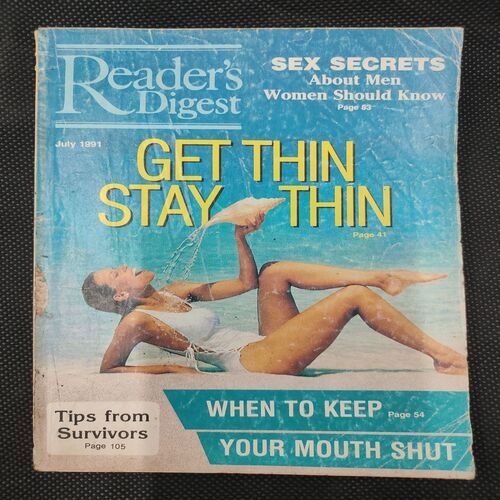 Reader's
Digest
SEX SECRETS
About Men
Women Should Know
Page 83
July 1991
GET THIN
STAY THIN
Page 41
Tips from
Survivors
Page 105
WHEN TO KEEP Page 54
YOUR MOUTH SHUT